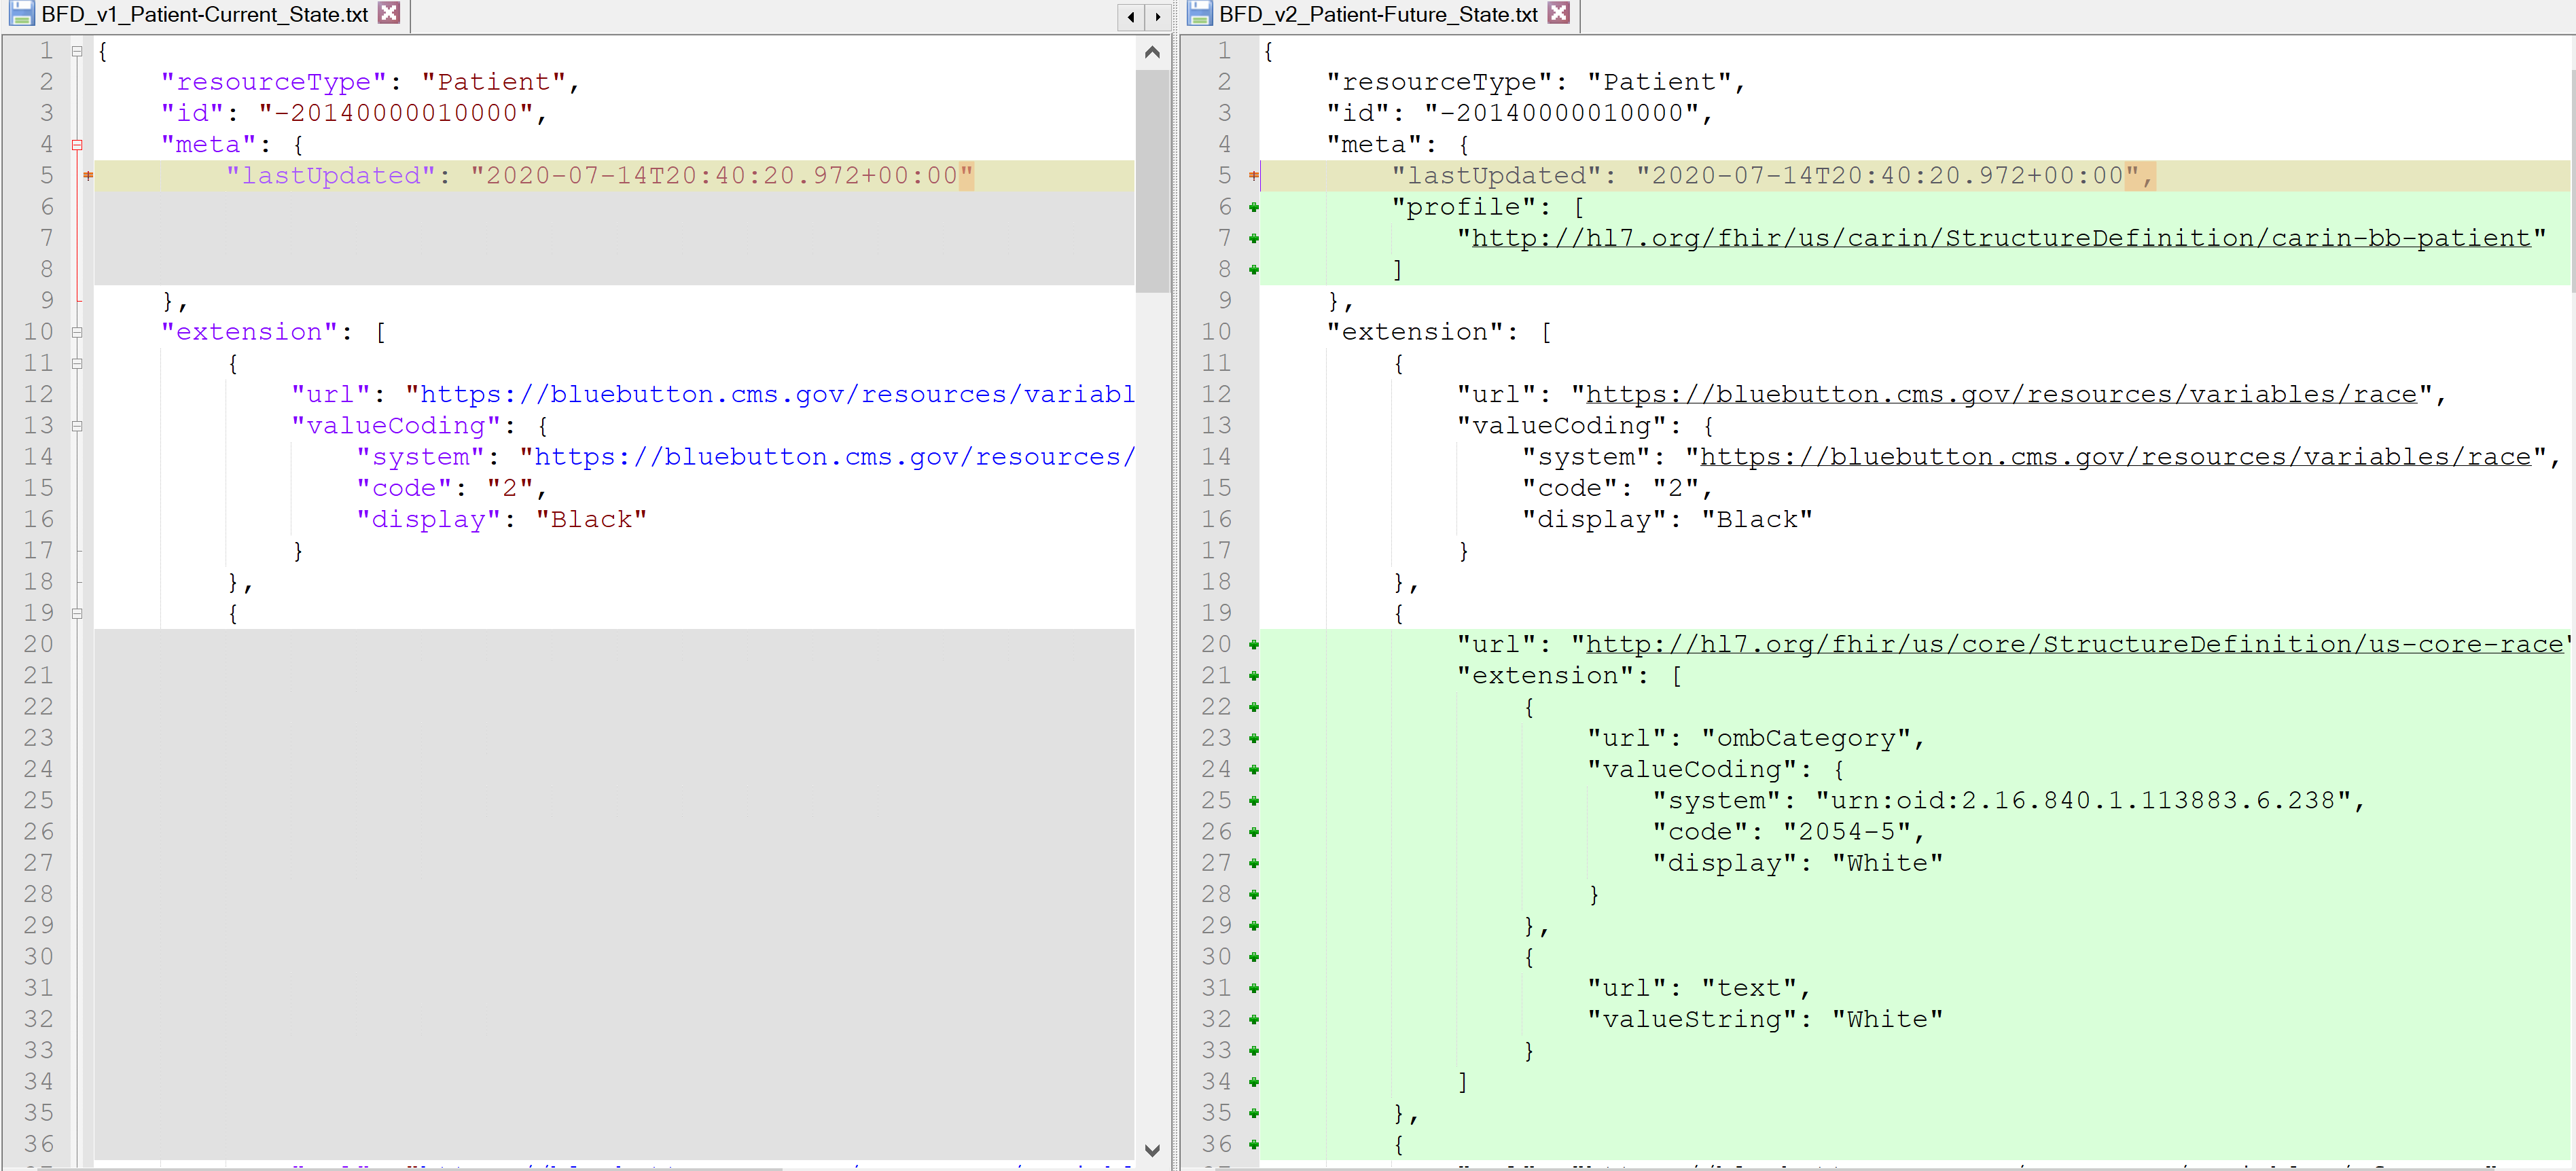 BFD_v1_Patient-Current_State.txt
1 {
2 "resourceType": "Patient",
3 "id": "-20140000010000",
4 "meta": {
5 "lastUpdated": "2020-07-14T20:40:20.972+00:00"
6
7
8
9 },
10 "extension": [
11 {
12 "url": "https://bluebutton.cms.gov/resources/variabl
13 "valueCoding": {
14 "system": "https://bluebutton.cms.gov/resources/
15 "code": "2",
16 "display": "Black"
17 }
18 },
19 {
20
21
22
23
24
25
26
27
28
29
30
31
32
33
34
35
36
BFD_v2_Patient-Future_State.txt
1 {
2 "resourceType": "Patient",
3 "id": "-20140000010000",
4 "meta": {
5 "lastUpdated": "2020-07-14T20:40:20.972+00:00",
6 "profile": [
7 "http://hl7.org/fhir/us/carin/StructureDefinition/carin-bb-patient"
8 ]
9 },
10 "extension": [
11 {
12 "url": "https://bluebutton.cms.gov/resources/variables/race",
13 "valueCoding": {
14 "system": "https://bluebutton.cms.gov/resources/variables/race",
15 "code": "2",
16 "display": "Black"
17 }
18 },
19 {
20 "url": "http://hl7.org/fhir/us/core/StructureDefinition/us-core-race"
21 "extension": [
22 {
23 "url": "ombCategory",
24 "valueCoding": {
25 "system": "urn:oid:2.16.840.1.113883.6.238",
26 "code": "2054-5",
27 "display": "White"
28 }
29 },
30 {
31 "url": "text",
32 "valueString": "White"
33 }
34 ]
35 },
36 {